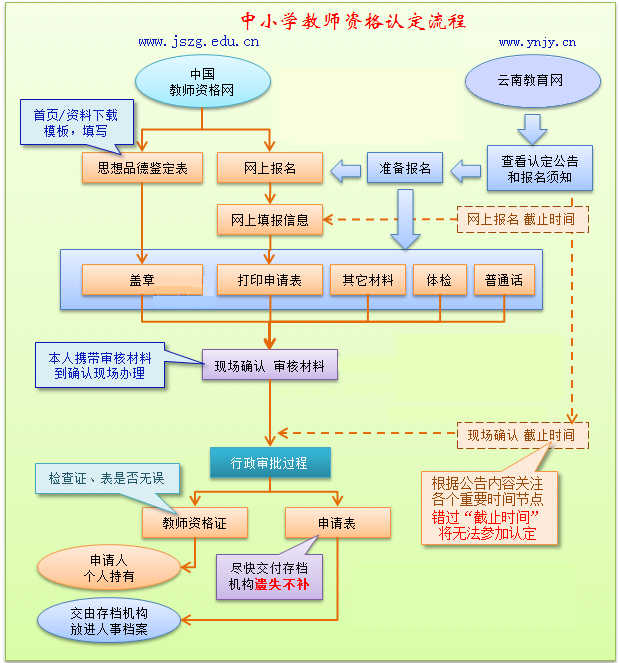 中小学教师资格认定流程
www.jszg.edu.cn
www.ynjy.cn
中国
教师资格网
云南教育网
首页/资料下载
模板，填写
思想品德鉴定表
网上报名
准备报名
查看认定公告
和报名须知
网上填报信息
网上报名 截止时间
盖章
打印申请表
其它材料
体检
普通话
本人携带审核材料
到确认现场办理
现场确认 审核材料
现场确认 截止时间
行政审批过程
检查证、表是否无误
根据公告内容关注
各个重要时间节点
错过“截止时间”
将无法参加认定
教师资格证
申请表
申请人
个人持有
尽快交付存档
机构遗失不补
交由存档机构
放进人事档案